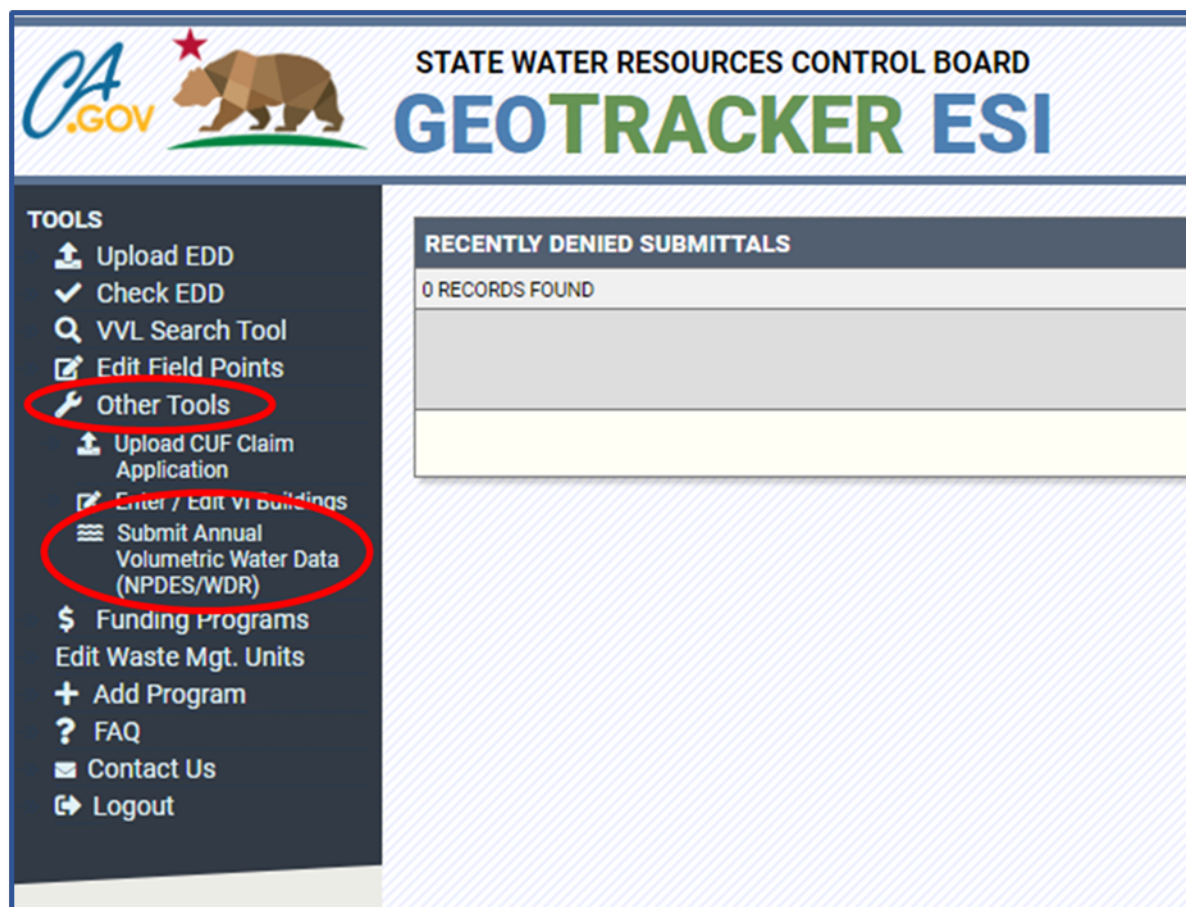 CA
.GOV
STATE WATER RESOURCES CONTROL BOARD
GEOTRACKER ESI
TOOLS
Upload EDD
Check EDD
VVL Search Tool
Edit Field Points
Other Tools
Upload CUF Claim
Application
Enter / Edit VI Buildings
Submit Annual
Volumetric Water Data
(NPDES/WDR)
$ Funding Programs
Edit Waste Mgt. Units
Add Program
? FAQ
Contact Us
Logout
RECENTLY DENIED SUBMITTALS
0 RECORDS FOUND